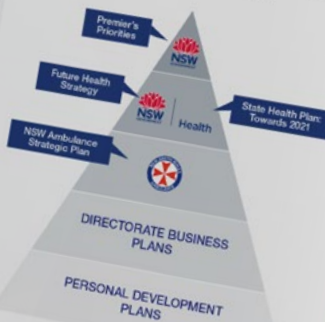 Premier's
Priorities
NSW
Future Health
Strategy
NSW
Health
State Health Plan:
Towards 2021
NSW Ambulance
Strategic Plan
DIRECTORATE BUSINESS
PLANS
PERSONAL DEVELOPMENT
PLANS